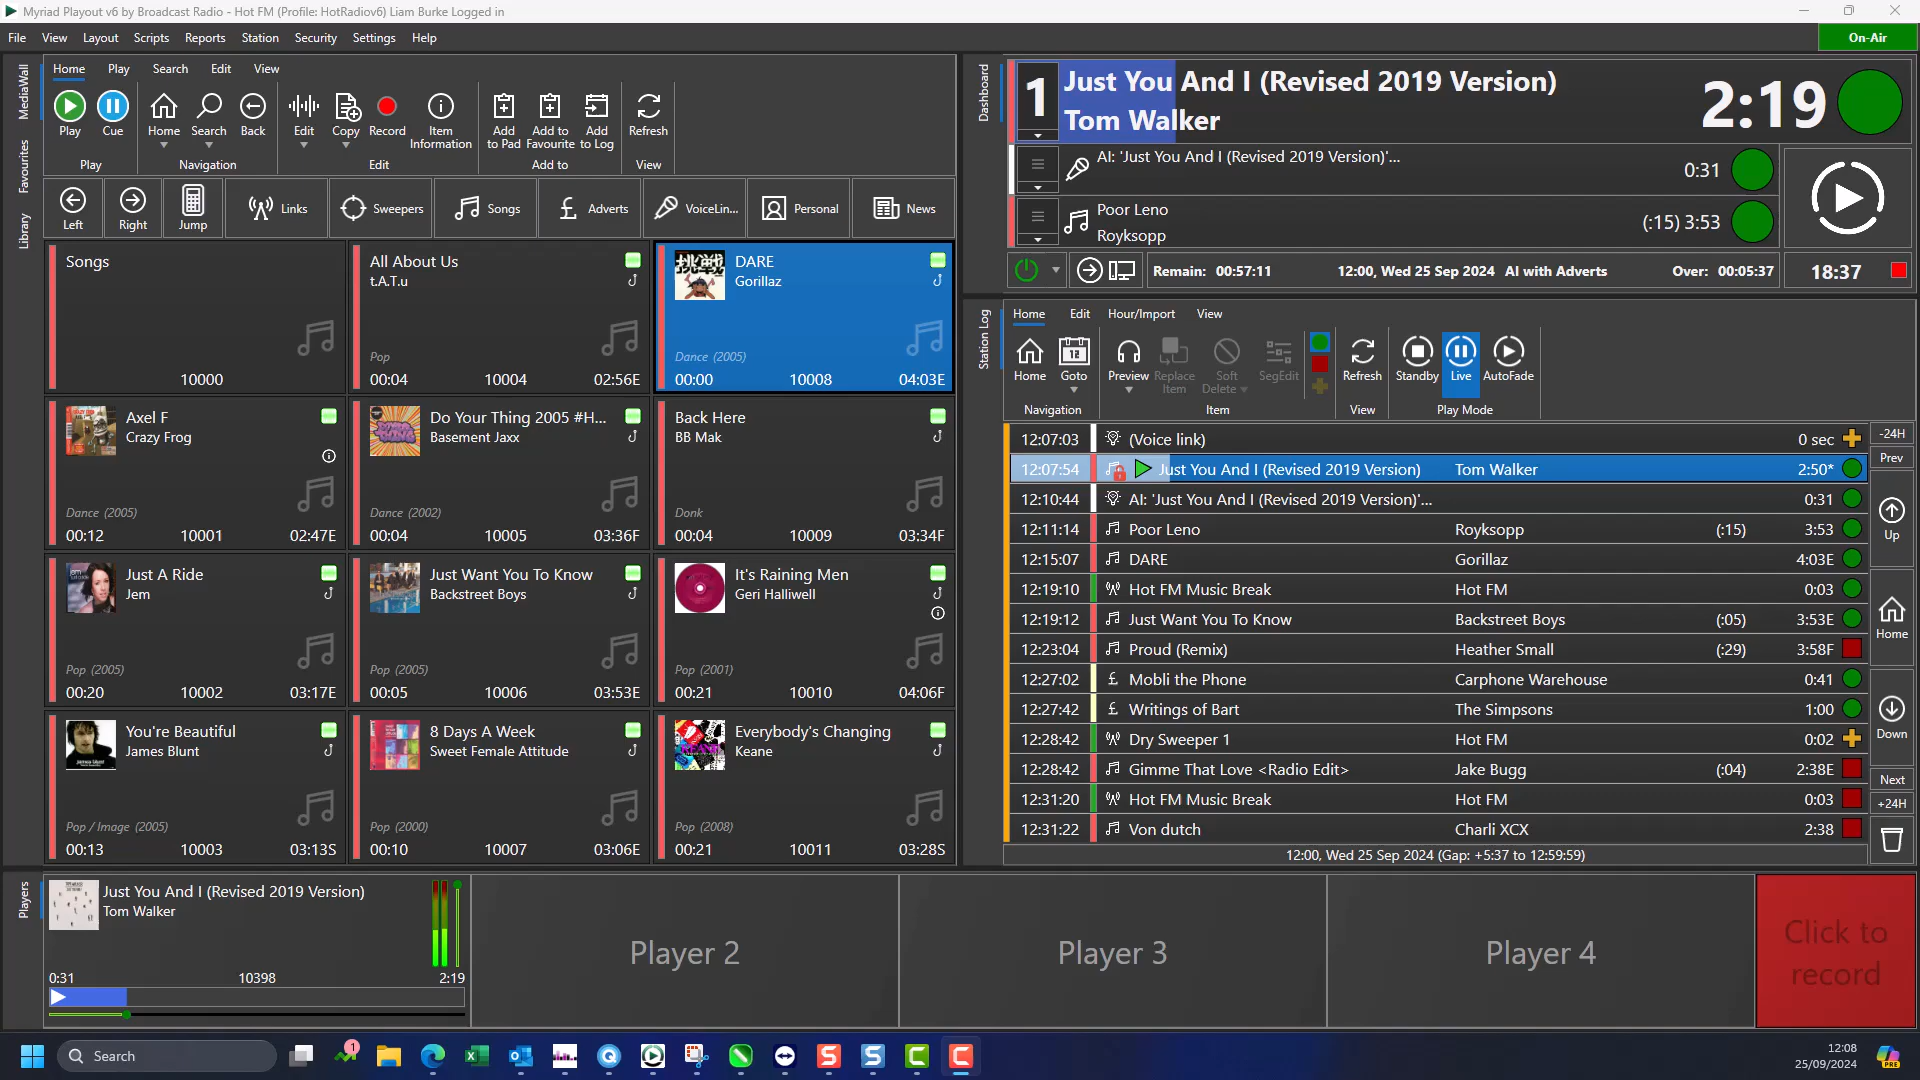 Myriad Playout v6 by Broadcast Radio - Hot FM (Profile: HotRadiov6) Liam Burke Logged in
File View Layout Scripts Reports Station Security Settings Help
On-Air
MediaWall
Favourites
Library
Home Play Search Edit View
Play Cue Home Search Back Edit Copy Record Item Information Add to Pad Add to Favourite Add to Log Refresh
Play Navigation Edit Add to View
Left Right Jump Links Sweepers Songs Adverts VoiceLin... Personal News
Songs
10000
All About Us
t.A.T.u
Pop
00:04 10004 02:56E
DARE
Gorillaz
Dance (2005)
00:00 10008 04:03E
Axel F
Crazy Frog
Dance (2005)
00:12 10001 02:47E
Do Your Thing 2005 #H...
Basement Jaxx
Dance (2002)
00:04 10005 03:36F
Back Here
BB Mak
Donk
00:04 10009 03:34F
Just A Ride
Jem
Pop (2005)
00:20 10002 03:17E
Just Want You To Know
Backstreet Boys
Pop (2005)
00:05 10006 03:53E
It's Raining Men
Geri Halliwell
Pop (2001)
00:21 10010 04:06F
You're Beautiful
James Blunt
Pop / Image (2005)
00:13 10003 03:13S
8 Days A Week
Sweet Female Attitude
Pop (2000)
00:10 10007 03:06E
Everybody's Changing
Keane
Pop (2008)
00:21 10011 03:28S
Dashboard
1
Just You And I (Revised 2019 Version)
Tom Walker
2:19
AI: 'Just You And I (Revised 2019 Version)'...
0:31
Poor Leno
Royksopp
(:15) 3:53
Remain: 00:57:11 12:00, Wed 25 Sep 2024 AI with Adverts Over: 00:05:37
18:37
Station Log
Home Edit Hour/Import View
Home Goto Preview Replace Item Soft Delete SegEdit Refresh Standby Live AutoFade
Navigation Item View Play Mode
12:07:03 (Voice link) 0 sec
12:07:54 Just You And I (Revised 2019 Version) Tom Walker 2:50*
12:10:44 AI: 'Just You And I (Revised 2019 Version)'... 0:31
12:11:14 Poor Leno Royksopp (:15) 3:53
12:15:07 DARE Gorillaz 4:03E
12:19:10 Hot FM Music Break Hot FM 0:03
12:19:12 Just Want You To Know Backstreet Boys (:05) 3:53E
12:23:04 Proud (Remix) Heather Small (:29) 3:58F
12:27:02 £ Mobli the Phone Carphone Warehouse 0:41
12:27:42 £ Writings of Bart The Simpsons 1:00
12:28:42 Dry Sweeper 1 Hot FM 0:02
12:28:42 Gimme That Love <Radio Edit> Jake Bugg (:04) 2:38E
12:31:20 Hot FM Music Break Hot FM 0:03
12:31:22 Von dutch Charli XCX 2:38
12:00, Wed 25 Sep 2024 (Gap: +5:37 to 12:59:59)
-24H
Prev
Up
Home
Down
Next
+24H
Players
Just You And I (Revised 2019 Version)
Tom Walker
0:31 10398 2:19
Player 2
Player 3
Player 4
Click to
record
Search
1
12:08
25/09/2024
PRE